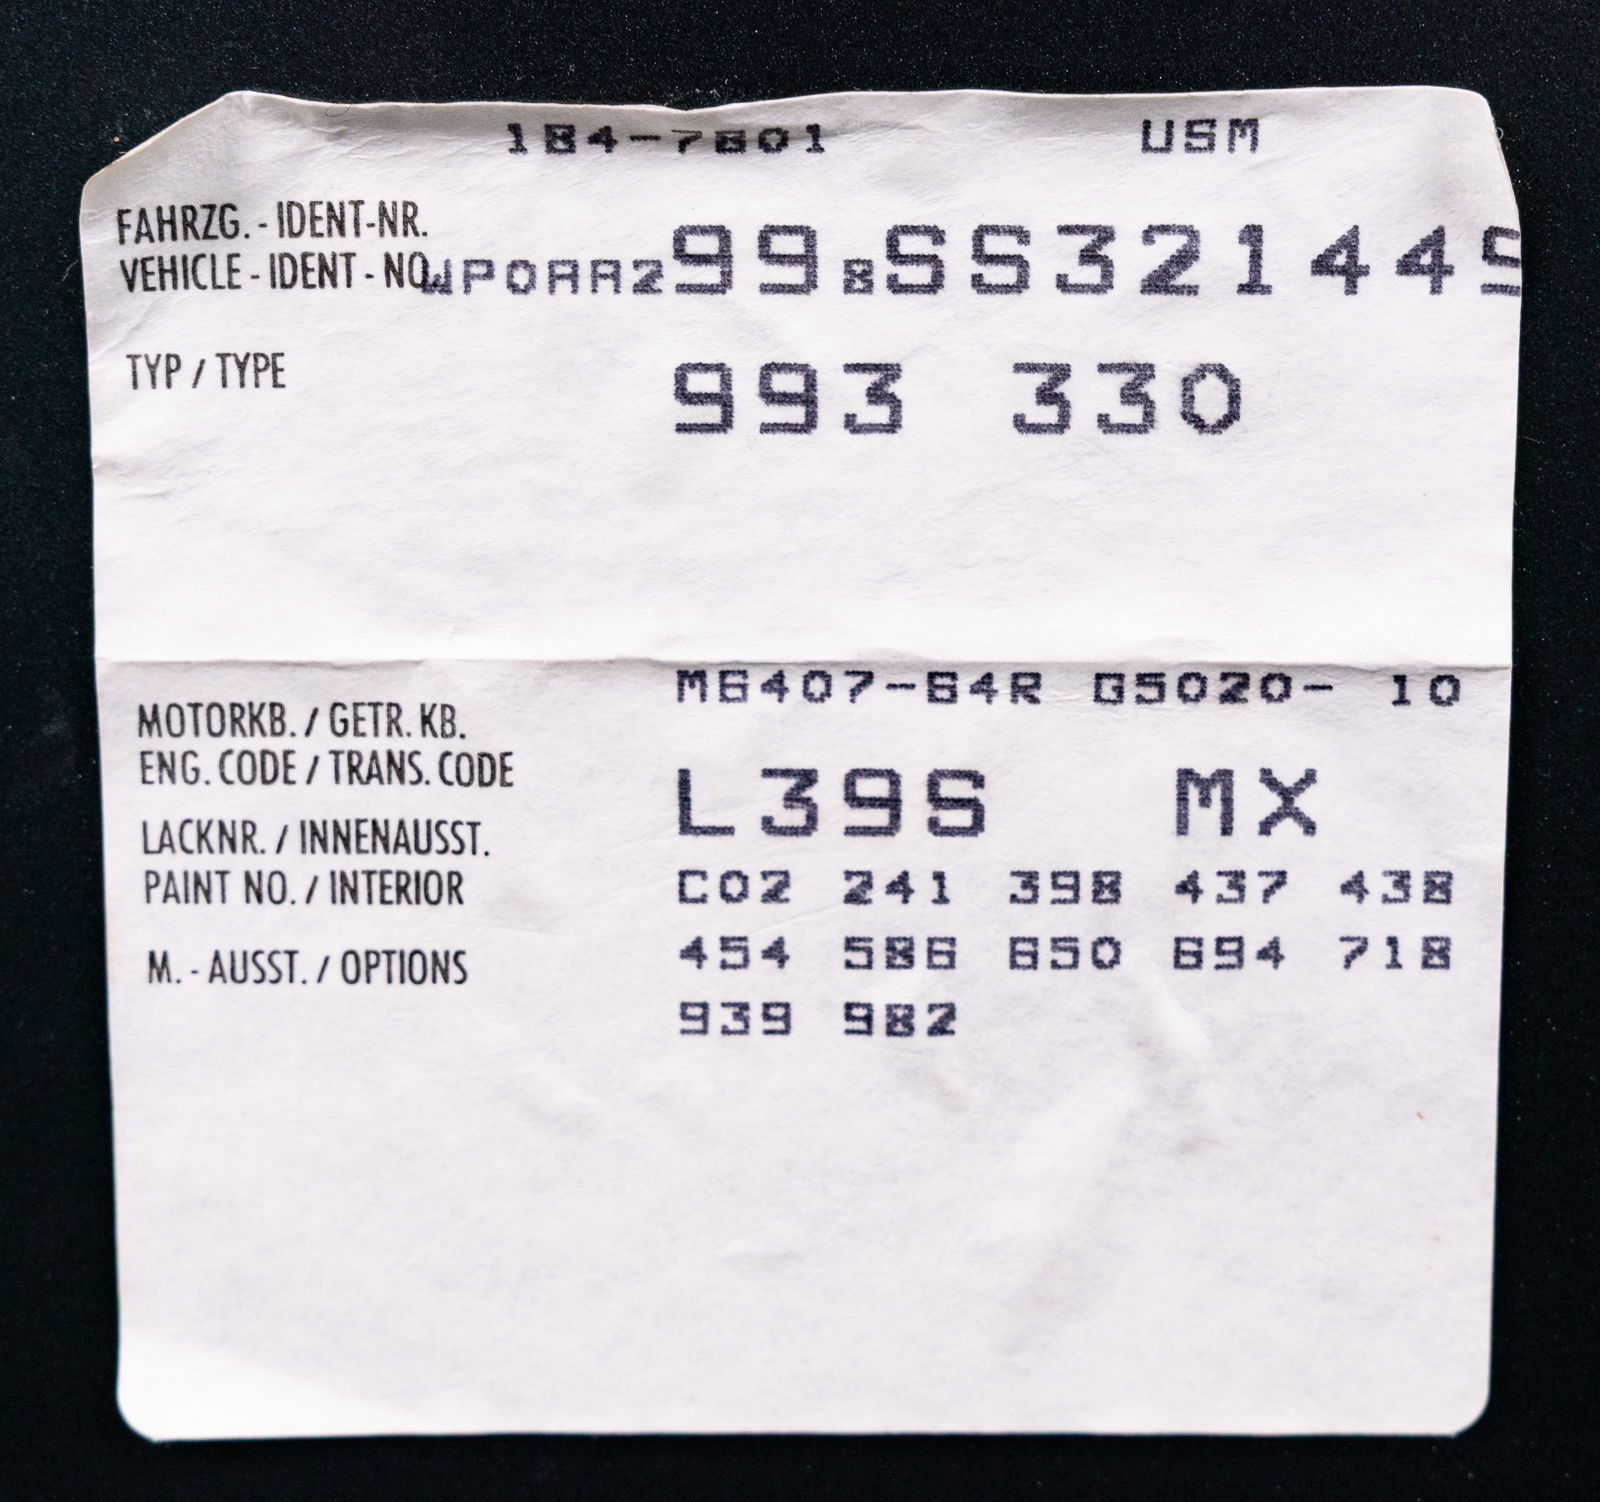 184-7801 USM
FAHRZG. - IDENT-NR.
VEHICLE - IDENT - NO. WP0AA2998SS321449
TYP / TYPE 993 330
M6407-64R G5020- 10
MOTORKB. / GETR. KB.
ENG. CODE / TRANS. CODE
L39S MX
LACKNR. / INNENAUSST.
PAINT NO. / INTERIOR
C02 241 398 437 438
M. - AUSST. / OPTIONS
454 586 650 694 718
939 982